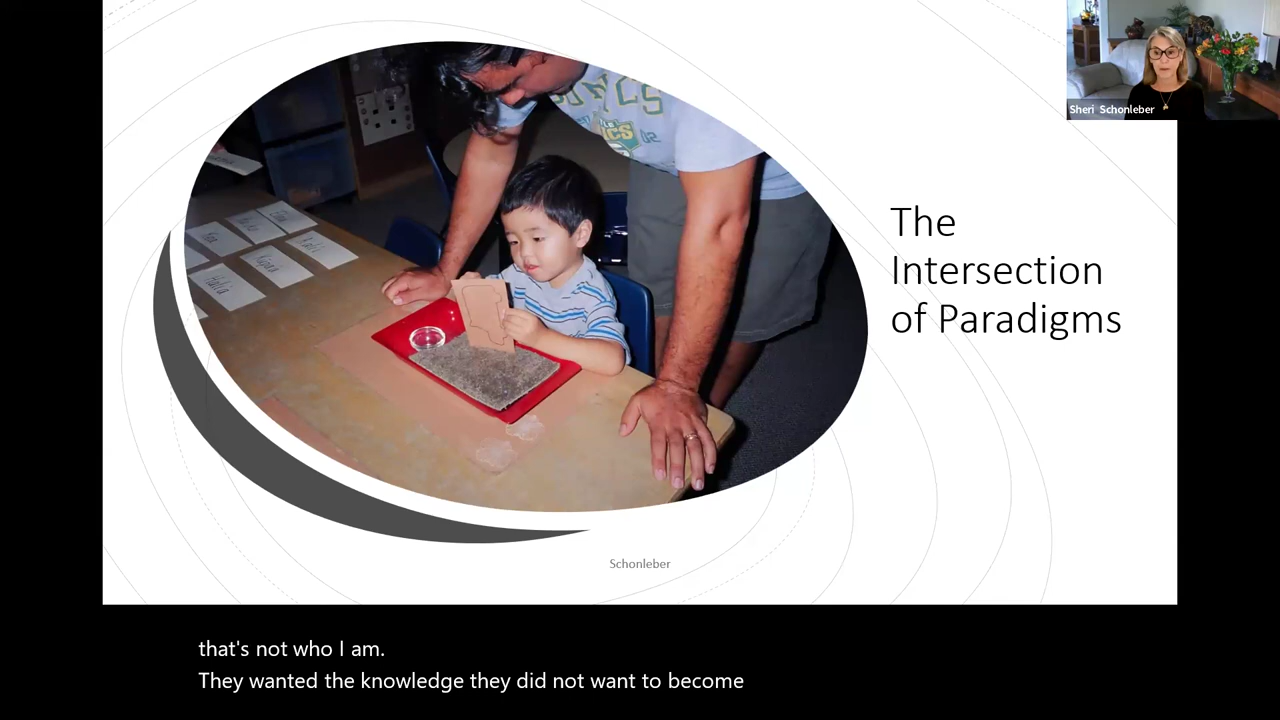 Sheri Schonleber
The
Intersection
of Paradigms
Schonleber
that's not who I am.
They wanted the knowledge they did not want to become